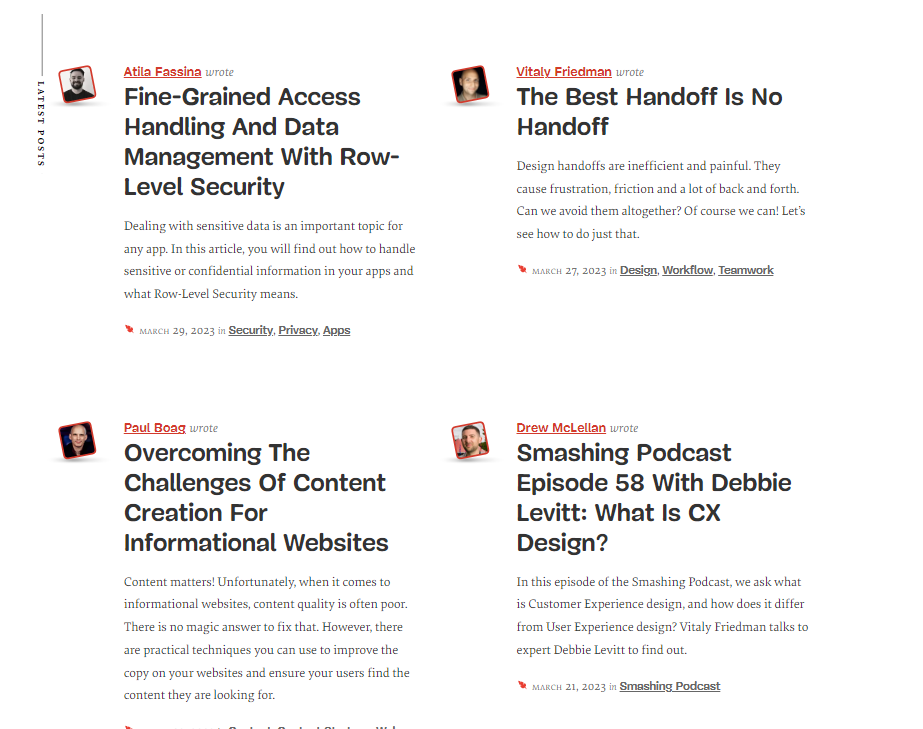 LATEST POSTS
Atila Fassina wrote
Fine-Grained Access
Handling And Data
Management With Row-
Level Security
Dealing with sensitive data is an important topic for
any app. In this article, you will find out how to handle
sensitive or confidential information in your apps and
what Row-Level Security means.
MARCH 29, 2023 in Security, Privacy, Apps
Vitaly Friedman wrote
The Best Handoff Is No
Handoff
Design handoffs are inefficient and painful. They
cause frustration, friction and a lot of back and forth.
Can we avoid them altogether? Of course we can! Let's
see how to do just that.
MARCH 27, 2023 in Design, Workflow, Teamwork
Paul Boag wrote
Overcoming The
Challenges Of Content
Creation For
Informational Websites
Content matters! Unfortunately, when it comes to
informational websites, content quality is often poor.
There is no magic answer to fix that. However, there
are practical techniques you can use to improve the
copy on your websites and ensure your users find the
content they are looking for.
Drew McLellan wrote
Smashing Podcast
Episode 58 With Debbie
Levitt: What Is CX
Design?
In this episode of the Smashing Podcast, we ask what
is Customer Experience design, and how does it differ
from User Experience design? Vitaly Friedman talks to
expert Debbie Levitt to find out.
MARCH 21, 2023 in Smashing Podcast